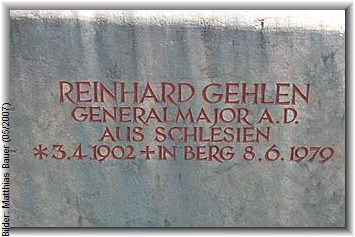 REINHARD GEHLEN
GENERALMAJOR A.D.
AUS SCHLESIEN
*3.4.1902 +IN BERG 8.6.1979
Bilder: Matthias Bauer (05/2007)